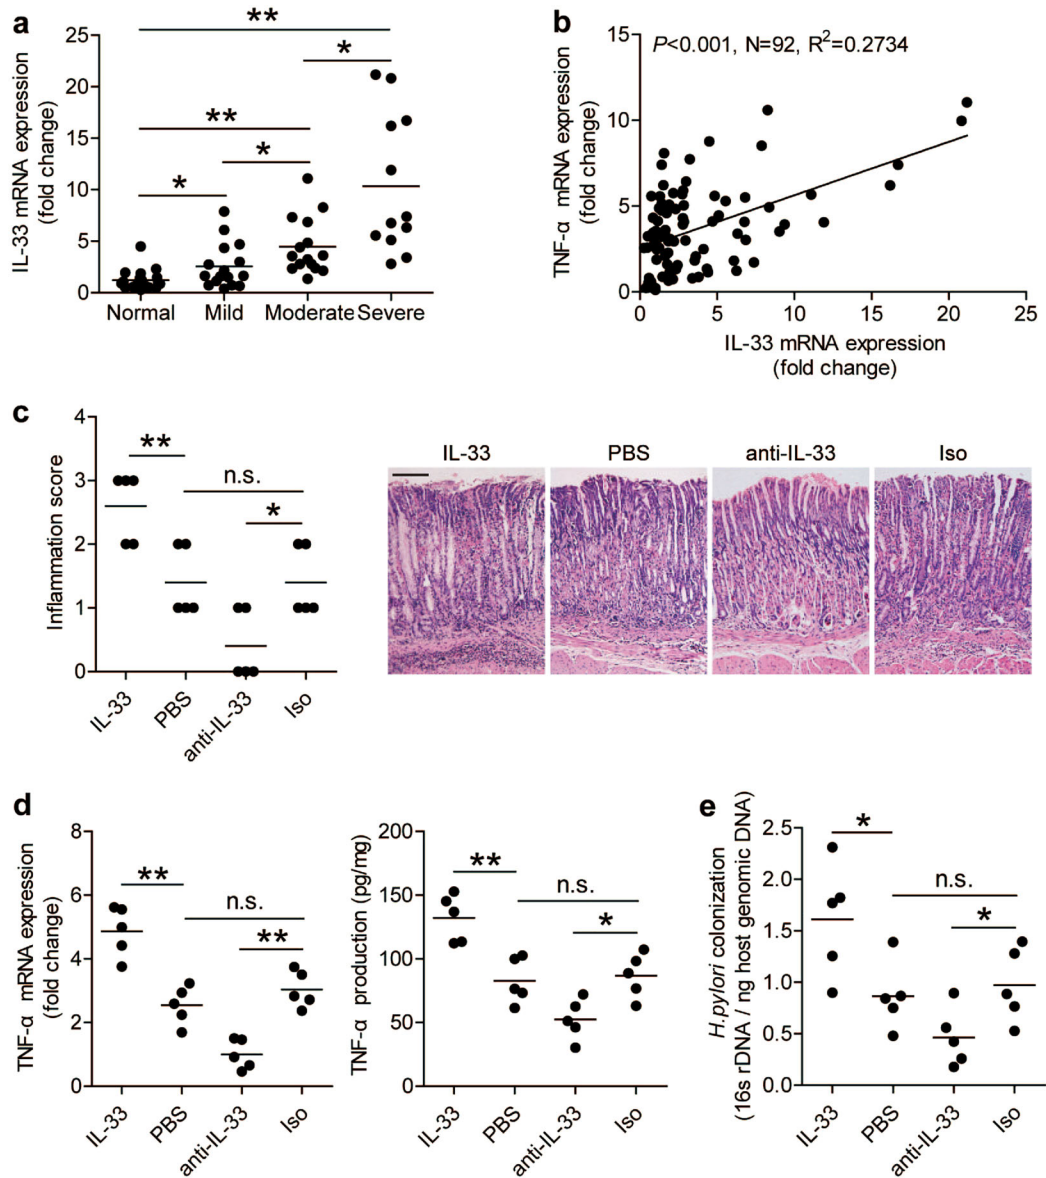 a
IL-33 mRNA expression
(fold change)
25
20
15
10
5
0
**
*
**
*
*
Normal Mild Moderate Severe
b
TNF-α mRNA expression
(fold change)
15
10
5
0
P<0.001, N=92, R²=0.2734
0 5 10 15 20 25
IL-33 mRNA expression
(fold change)
c
Inflammation score
4
3
2
1
0
**
n.s.
*
IL-33 PBS anti-IL-33 Iso
IL-33 PBS anti-IL-33 Iso
d
TNF-α mRNA expression
(fold change)
8
6
4
2
0
**
n.s.
**
IL-33 PBS anti-IL-33 Iso
TNF-α production (pg/mg)
200
150
100
50
0
**
n.s.
*
IL-33 PBS anti-IL-33 Iso
e
H.pylori colonization
(16s rDNA / ng host genomic DNA)
2.5
2.0
1.5
1.0
0.5
0.0
*
n.s.
*
IL-33 PBS anti-IL-33 Iso